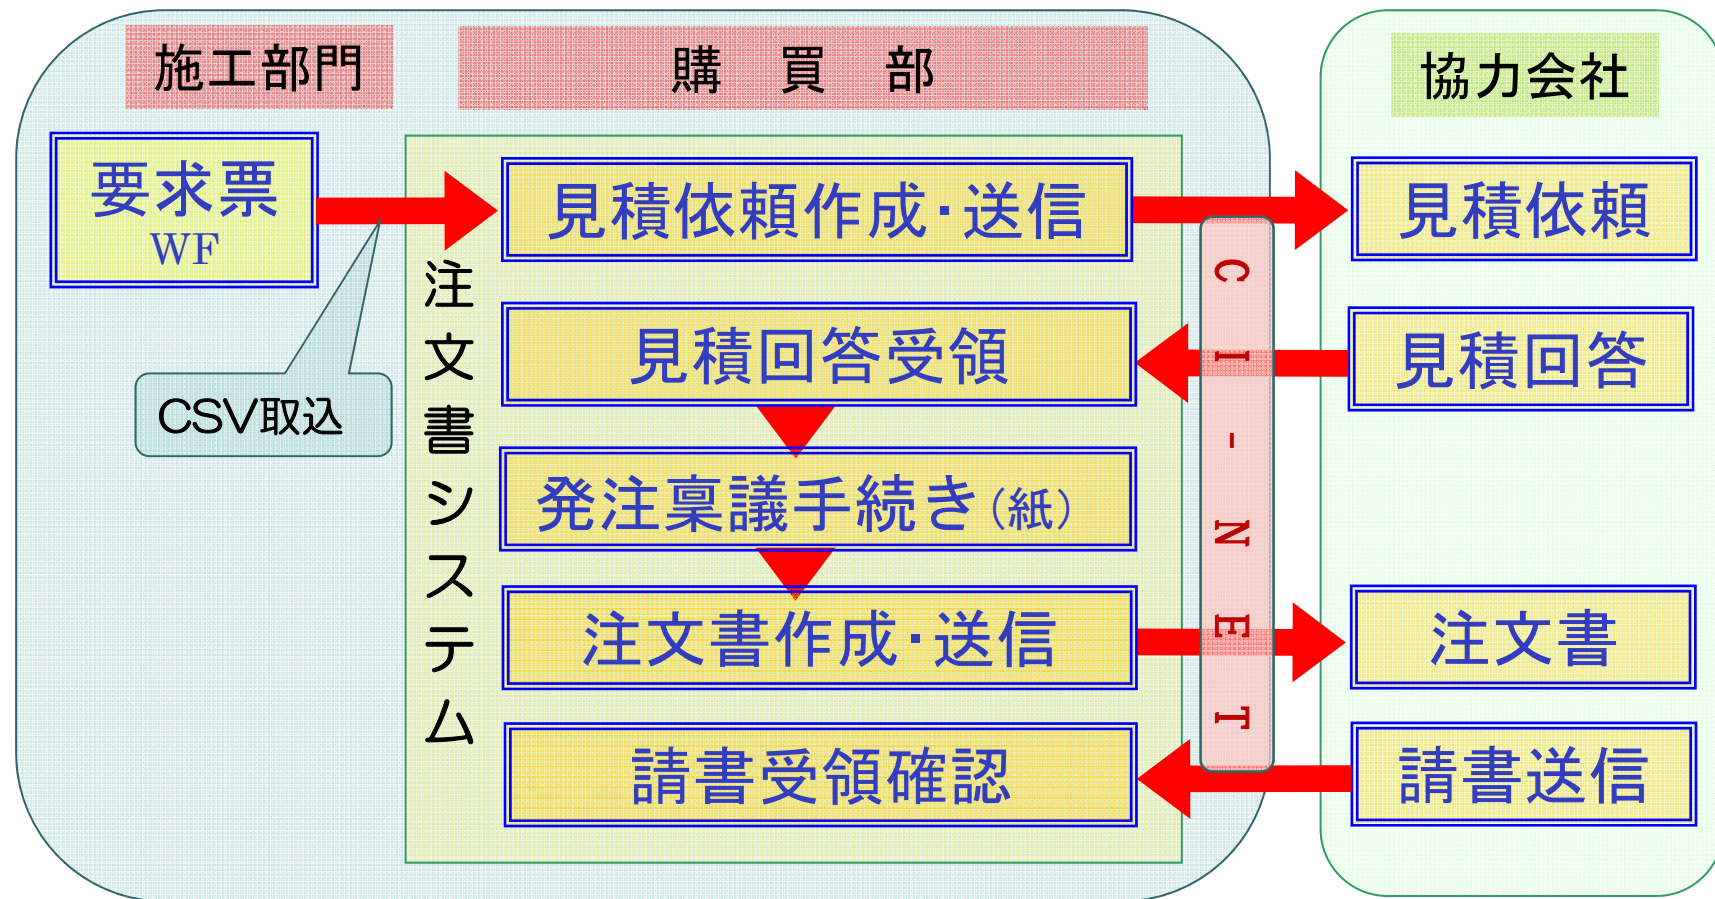 施工部門
購買部
協力会社
要求票
WF
CSV取込
注文書システム
見積依頼作成・送信
見積回答受領
発注稟議手続き(紙)
注文書作成・送信
請書受領確認
CI-NET
見積依頼
見積回答
注文書
請書送信